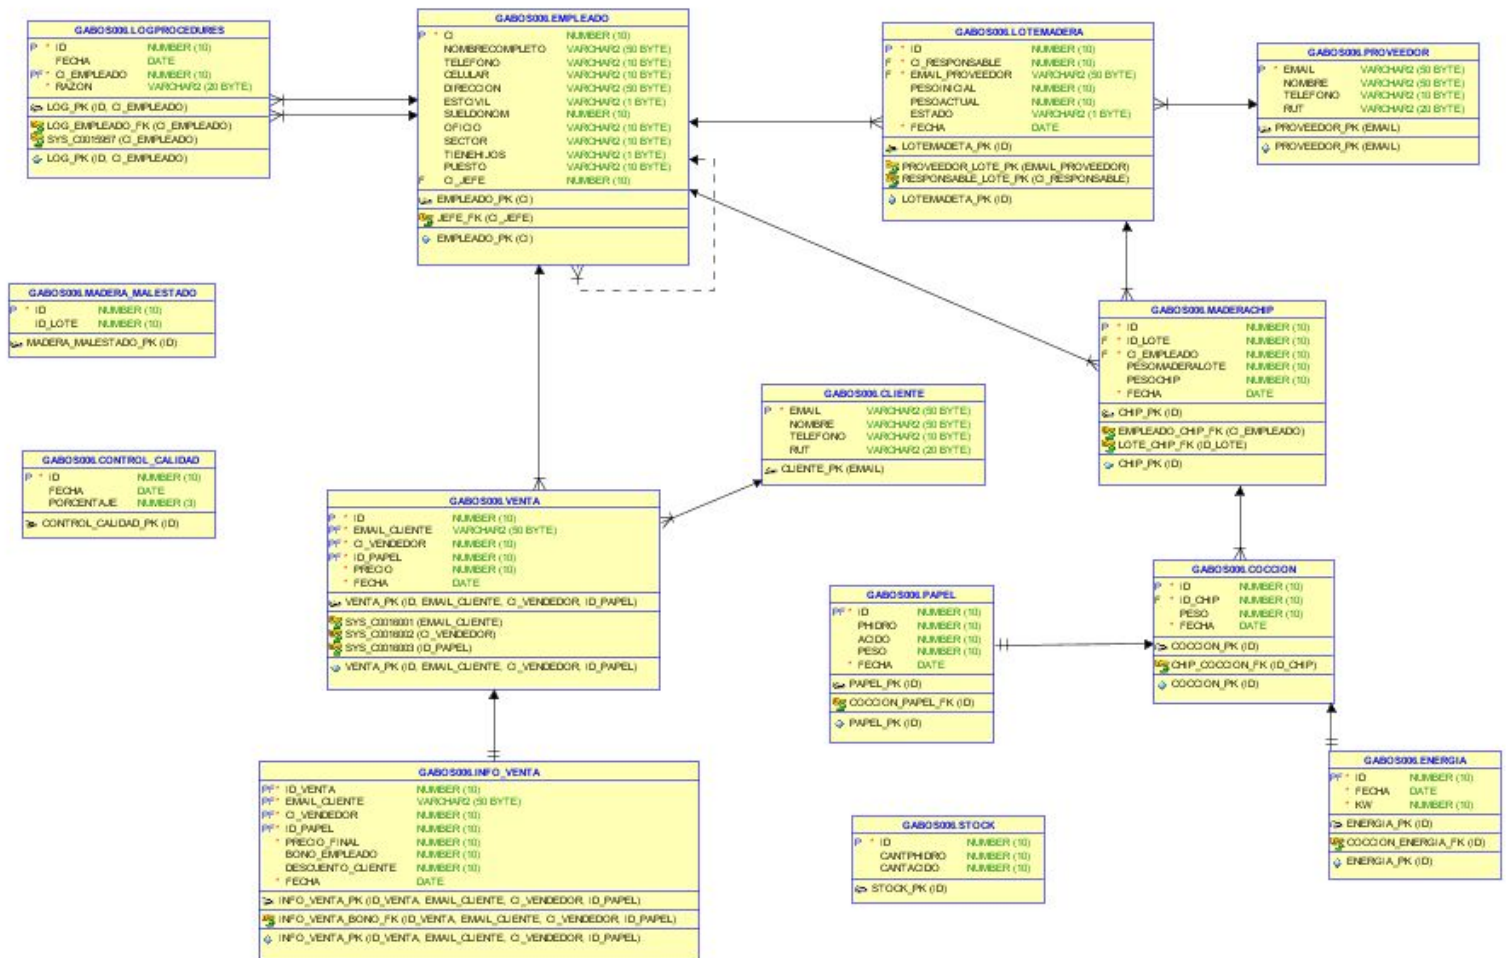 GABOS006.LOGPROCEDURES
P * ID NUMBER (10)
FECHA DATE
PF * CI_EMPLEADO NUMBER (10)
* RAZON VARCHAR2 (20 BYTE)
LOG_PK (ID, CI_EMPLEADO)
LOG_EMPLEADO_FK (CI_EMPLEADO)
SYS_C0015957 (CI_EMPLEADO)
LOG_PK (ID, CI_EMPLEADO)
GABOS006.EMPLEADO
P * CI NUMBER (10)
NOMBRECOMPLETO VARCHAR2 (50 BYTE)
TELEFONO VARCHAR2 (10 BYTE)
CELULAR VARCHAR2 (10 BYTE)
DIRECCION VARCHAR2 (50 BYTE)
ESTCIVIL VARCHAR2 (1 BYTE)
SUELDONOM NUMBER (10)
OFICIO VARCHAR2 (10 BYTE)
SECTOR VARCHAR2 (10 BYTE)
TIENEHIJOS VARCHAR2 (1 BYTE)
PUESTO VARCHAR2 (10 BYTE)
F CI_JEFE NUMBER (10)
EMPLEADO_PK (CI)
JEFE_FK (CI_JEFE)
EMPLEADO_PK (CI)
GABOS006.LOTEMADERA
P * ID NUMBER (10)
F * CI_RESPONSABLE NUMBER (10)
F * EMAIL_PROVEEDOR VARCHAR2 (50 BYTE)
PESOINICIAL NUMBER (10)
PESOACTUAL NUMBER (10)
ESTADO VARCHAR2 (1 BYTE)
* FECHA DATE
LOTEMADETA_PK (ID)
PROVEEDOR_LOTE_PK (EMAIL_PROVEEDOR)
RESPONSABLE_LOTE_PK (CI_RESPONSABLE)
LOTEMADETA_PK (ID)
GABOS006.PROVEEDOR
P * EMAIL VARCHAR2 (50 BYTE)
NOMBRE VARCHAR2 (50 BYTE)
TELEFONO VARCHAR2 (10 BYTE)
RUT VARCHAR2 (20 BYTE)
PROVEEDOR_PK (EMAIL)
PROVEEDOR_PK (EMAIL)
GABOS006.MADERA_MALESTADO
P * ID NUMBER (10)
ID_LOTE NUMBER (10)
MADERA_MALESTADO_PK (ID)
GABOS006.MADERACHIP
P * ID NUMBER (10)
F * ID_LOTE NUMBER (10)
F * CI_EMPLEADO NUMBER (10)
PESOMADERALOTE NUMBER (10)
PESOCHIP NUMBER (10)
* FECHA DATE
CHIP_PK (ID)
EMPLEADO_CHIP_FK (CI_EMPLEADO)
LOTE_CHIP_FK (ID_LOTE)
CHIP_PK (ID)
GABOS006.CLIENTE
P * EMAIL VARCHAR2 (50 BYTE)
NOMBRE VARCHAR2 (50 BYTE)
TELEFONO VARCHAR2 (10 BYTE)
RUT VARCHAR2 (20 BYTE)
CLIENTE_PK (EMAIL)
GABOS006.CONTROL_CALIDAD
P * ID NUMBER (10)
FECHA DATE
PORCENTAJE NUMBER (3)
CONTROL_CALIDAD_PK (ID)
GABOS006.VENTA
P * ID NUMBER (10)
PF * EMAIL_CLIENTE VARCHAR2 (50 BYTE)
PF * CI_VENDEDOR NUMBER (10)
PF * ID_PAPEL NUMBER (10)
* PRECIO NUMBER (10)
* FECHA DATE
VENTA_PK (ID, EMAIL_CLIENTE, CI_VENDEDOR, ID_PAPEL)
SYS_C0016001 (EMAIL_CLIENTE)
SYS_C0016002 (CI_VENDEDOR)
SYS_C0016003 (ID_PAPEL)
VENTA_PK (ID, EMAIL_CLIENTE, CI_VENDEDOR, ID_PAPEL)
GABOS006.COCCION
P * ID NUMBER (10)
F * ID_CHIP NUMBER (10)
PESO NUMBER (10)
* FECHA DATE
COCCION_PK (ID)
CHIP_COCCION_FK (ID_CHIP)
COCCION_PK (ID)
GABOS006.PAPEL
PF * ID NUMBER (10)
PHIDRO NUMBER (10)
ACIDO NUMBER (10)
PESO NUMBER (10)
* FECHA DATE
PAPEL_PK (ID)
COCCION_PAPEL_FK (ID)
PAPEL_PK (ID)
GABOS006.INFO_VENTA
PF * ID_VENTA NUMBER (10)
PF * EMAIL_CLIENTE VARCHAR2 (50 BYTE)
PF * CI_VENDEDOR NUMBER (10)
PF * ID_PAPEL NUMBER (10)
* PRECIO_FINAL NUMBER (10)
BONO_EMPLEADO NUMBER (10)
DESCUENTO_CLIENTE NUMBER (10)
* FECHA DATE
INFO_VENTA_PK (ID_VENTA, EMAIL_CLIENTE, CI_VENDEDOR, ID_PAPEL)
INFO_VENTA_BONO_FK (ID_VENTA, EMAIL_CLIENTE, CI_VENDEDOR, ID_PAPEL)
INFO_VENTA_PK (ID_VENTA, EMAIL_CLIENTE, CI_VENDEDOR, ID_PAPEL)
GABOS006.ENERGIA
PF * ID NUMBER (10)
* FECHA DATE
* KW NUMBER (10)
ENERGIA_PK (ID)
COCCION_ENERGIA_FK (ID)
ENERGIA_PK (ID)
GABOS006.STOCK
P * ID NUMBER (10)
CANTPHIDRO NUMBER (10)
CANTACIDO NUMBER (10)
STOCK_PK (ID)